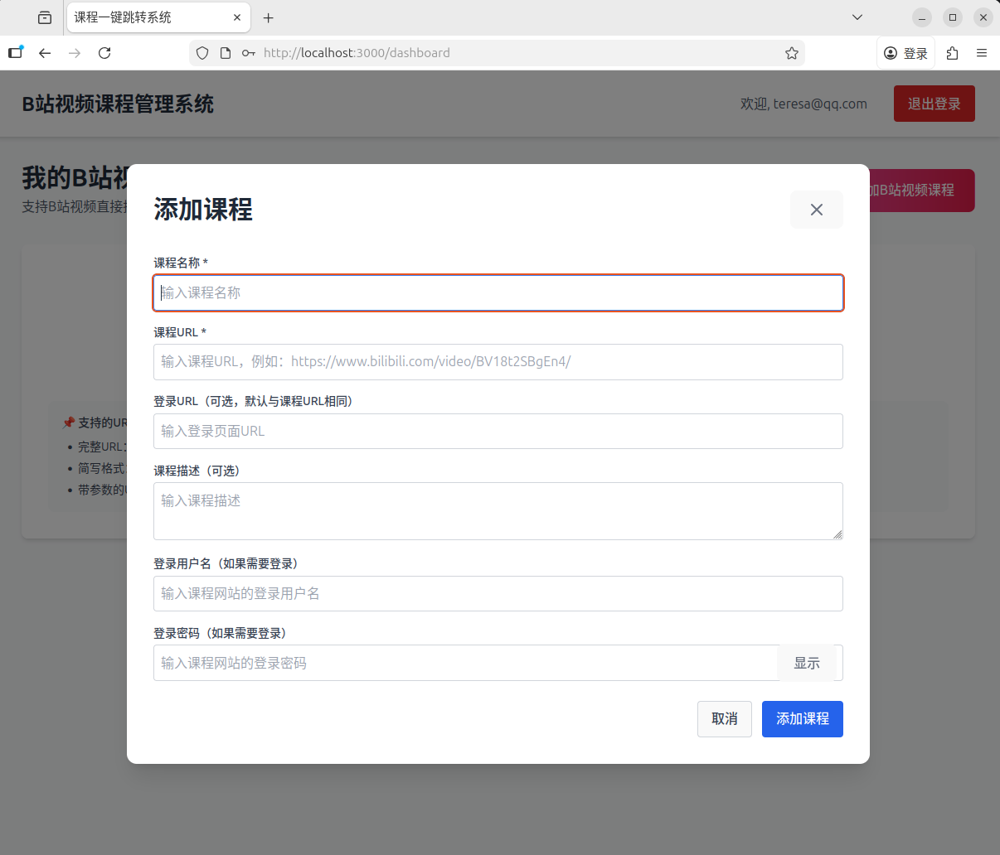 课程一键跳转系统
http://localhost:3000/dashboard
登录
B站视频课程管理系统
欢迎, teresa@qq.com
退出登录
我的B站视
支持B站视频直接
加B站视频课程
添加课程
课程名称 *
输入课程名称
课程URL *
输入课程URL，例如：https://www.bilibili.com/video/BV18t2SBgEn4/
登录URL（可选，默认与课程URL相同）
输入登录页面URL
📌 支持的UR
• 完整URL：
• 简写格式
• 带参数的
课程描述（可选）
输入课程描述
登录用户名（如果需要登录）
输入课程网站的登录用户名
登录密码（如果需要登录）
输入课程网站的登录密码
显示
取消
添加课程